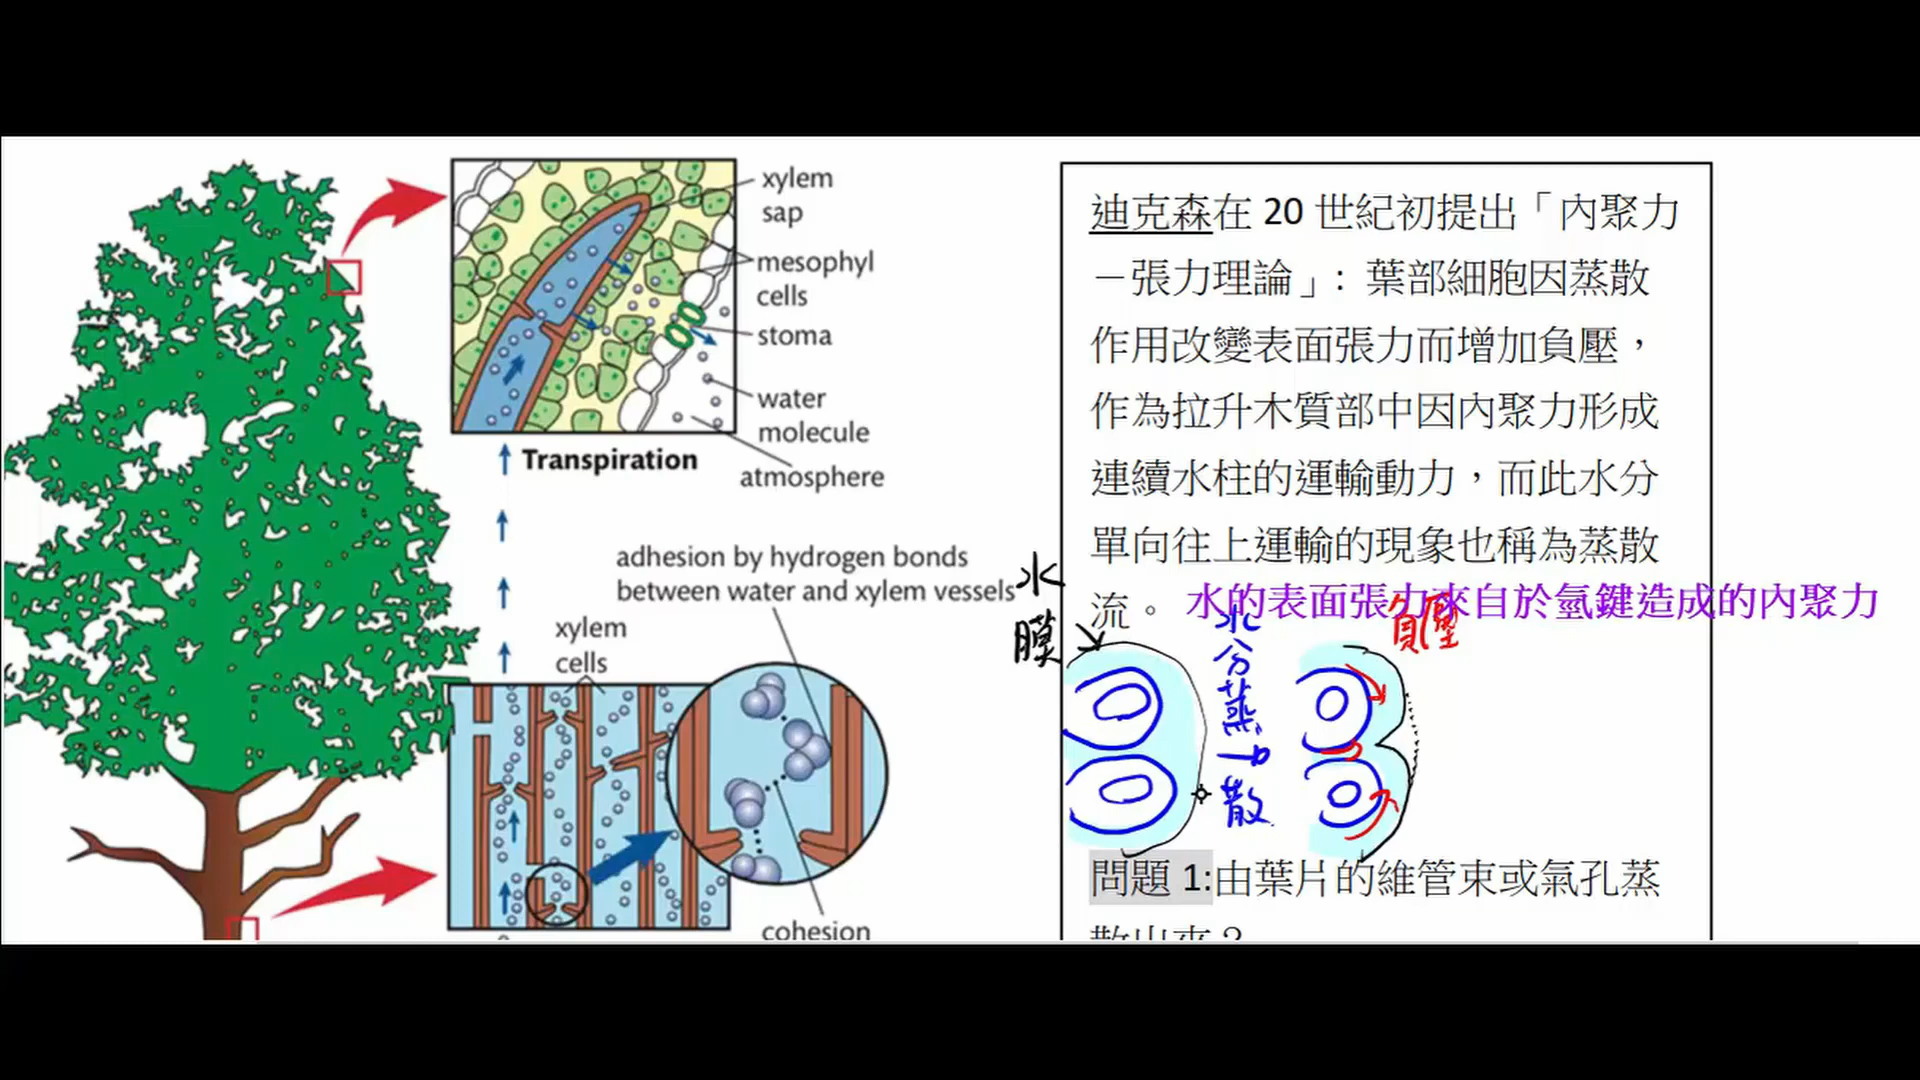 xylem
sap
mesophyl
cells
stoma
water
molecule
atmosphere
Transpiration
adhesion by hydrogen bonds
between water and xylem vessels
xylem
cells
cohesion
迪克森在 20 世紀初提出「內聚力
－張力理論」：葉部細胞因蒸散
作用改變表面張力而增加負壓，
作為拉升木質部中因內聚力形成
連續水柱的運輸動力，而此水分
單向往上運輸的現象也稱為蒸散
流。
水的表面張力來自於氫鍵造成的內聚力
水膜
水分蒸散
負壓
問題 1:由葉片的維管束或氣孔蒸
散出來？